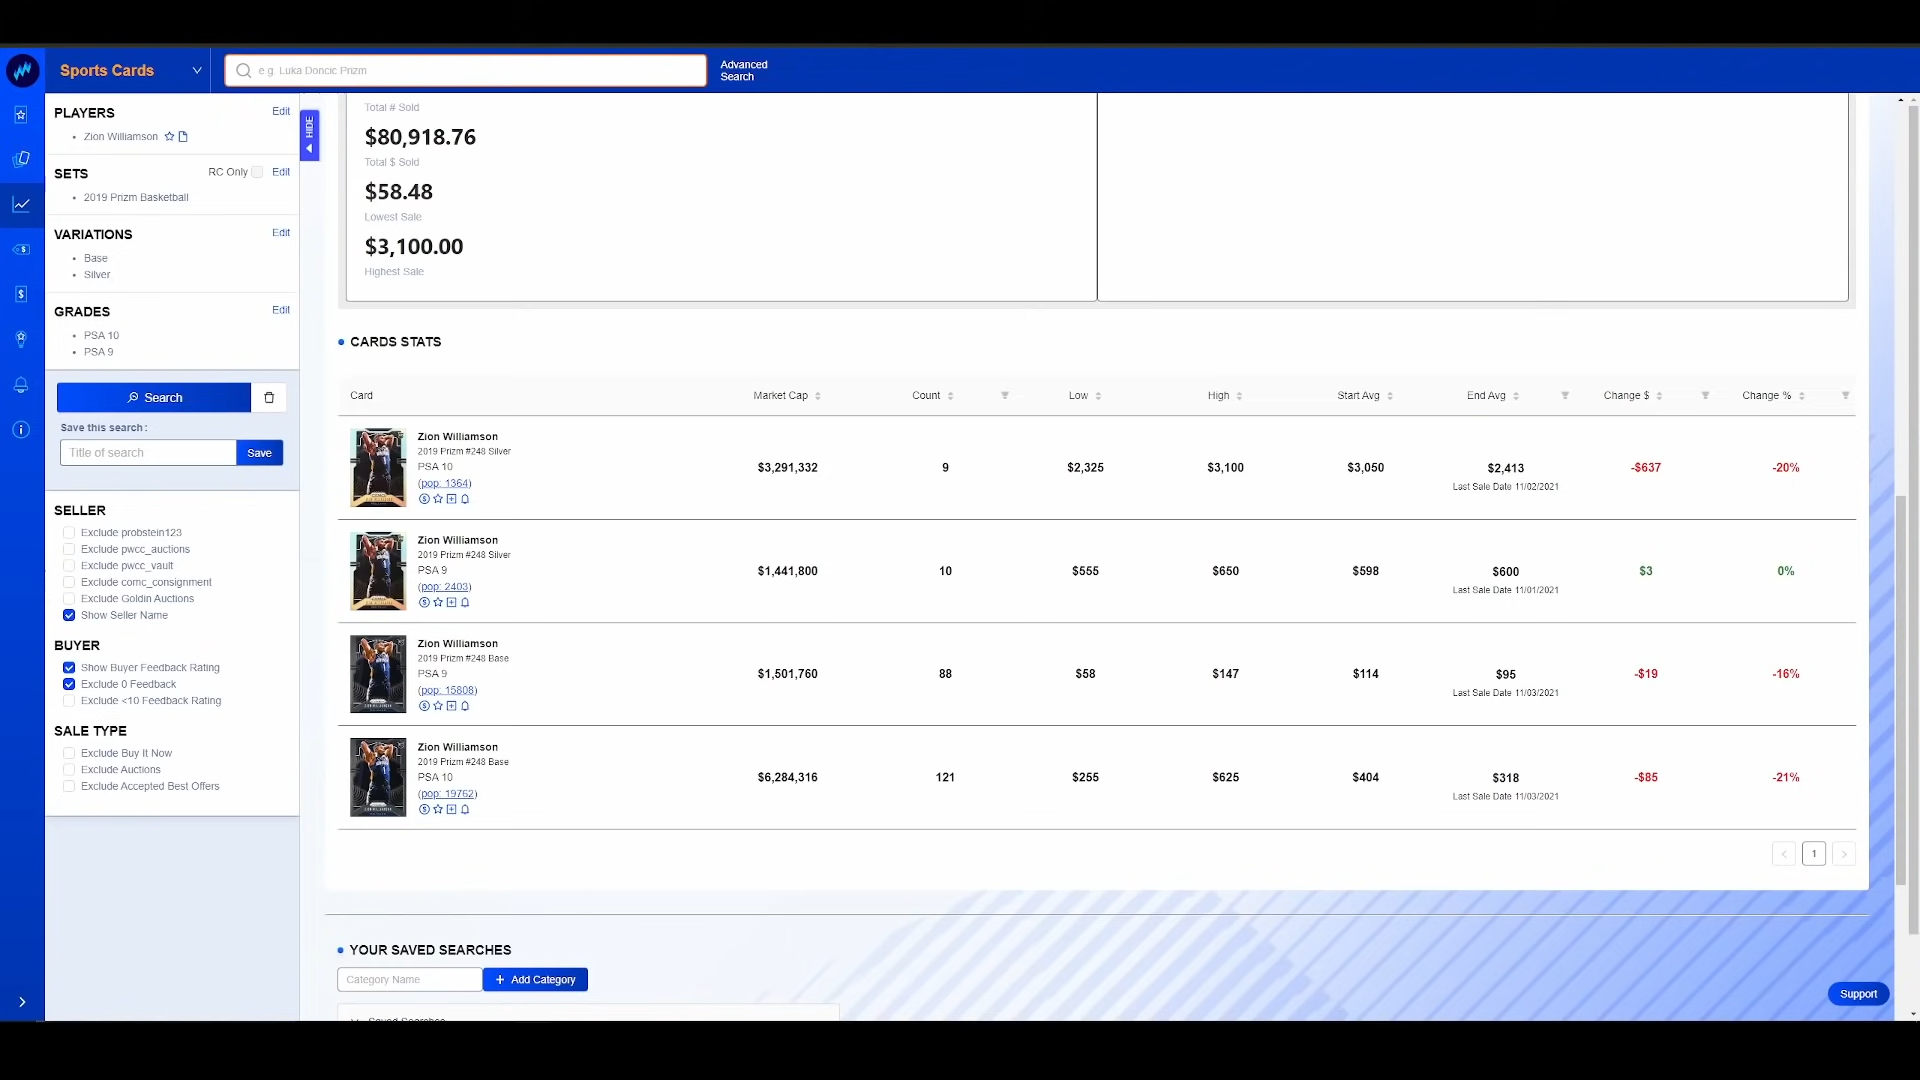 Sports Cards
e.g. Luka Doncic Prizm
Advanced
Search
PLAYERS
Edit
Zion Williamson
SETS
RC Only
Edit
2019 Prizm Basketball
VARIATIONS
Edit
Base
Silver
GRADES
Edit
PSA 10
PSA 9
Search
Save this search:
Title of search
Save
SELLER
Exclude probstein123
Exclude pwcc_auctions
Exclude pwcc_vault
Exclude comc_consignment
Exclude Goldin Auctions
Show Seller Name
BUYER
Show Buyer Feedback Rating
Exclude 0 Feedback
Exclude <10 Feedback Rating
SALE TYPE
Exclude Buy It Now
Exclude Auctions
Exclude Accepted Best Offers
HIDE
Total # Sold
$80,918.76
Total $ Sold
$58.48
Lowest Sale
$3,100.00
Highest Sale
CARDS STATS
Card Market Cap Count Low High Start Avg End Avg Change $ Change %
Zion Williamson
2019 Prizm #248 Silver
PSA 10
(pop: 1364)
$3,291,332 9 $2,325 $3,100 $3,050 $2,413 -$637 -20%
Last Sale Date 11/02/2021
Zion Williamson
2019 Prizm #248 Silver
PSA 9
(pop: 2403)
$1,441,800 10 $555 $650 $598 $600 $3 0%
Last Sale Date 11/01/2021
Zion Williamson
2019 Prizm #248 Base
PSA 9
(pop: 15808)
$1,501,760 88 $58 $147 $114 $95 -$19 -16%
Last Sale Date 11/03/2021
Zion Williamson
2019 Prizm #248 Base
PSA 10
(pop: 19762)
$6,284,316 121 $255 $625 $404 $318 -$85 -21%
Last Sale Date 11/03/2021
< 1 >
YOUR SAVED SEARCHES
Category Name
+ Add Category
Saved Searches
Support